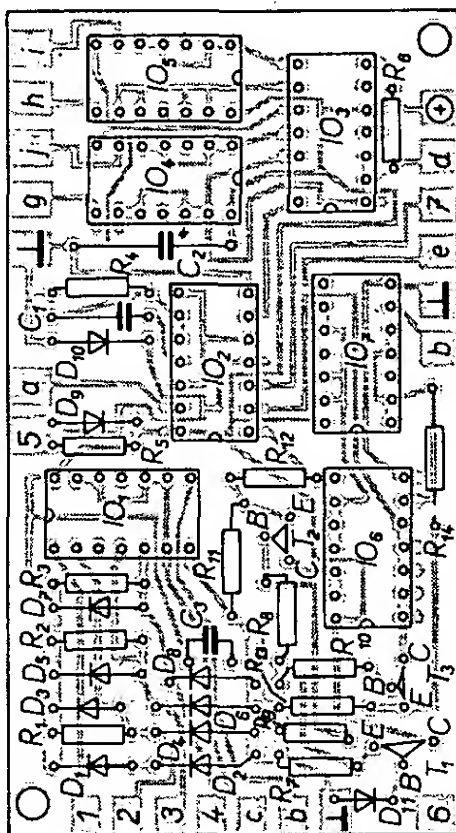 i
h
j
g
a
5
1
2
3
4
c
b
6
b
e
7
d
+
IO5
IO4
IO3
R6
C2
R4
C1
D10
D9
R5
IO2
IO7
IO1
R12
R11
R3
D7
R2
D5
D3
R1
D1
C3
D8
D6
D4
D2
B
E
C
T2
R8
R9
R7
R10
IO6
R14
B
C
E
T3
E
C
B
T1
D11